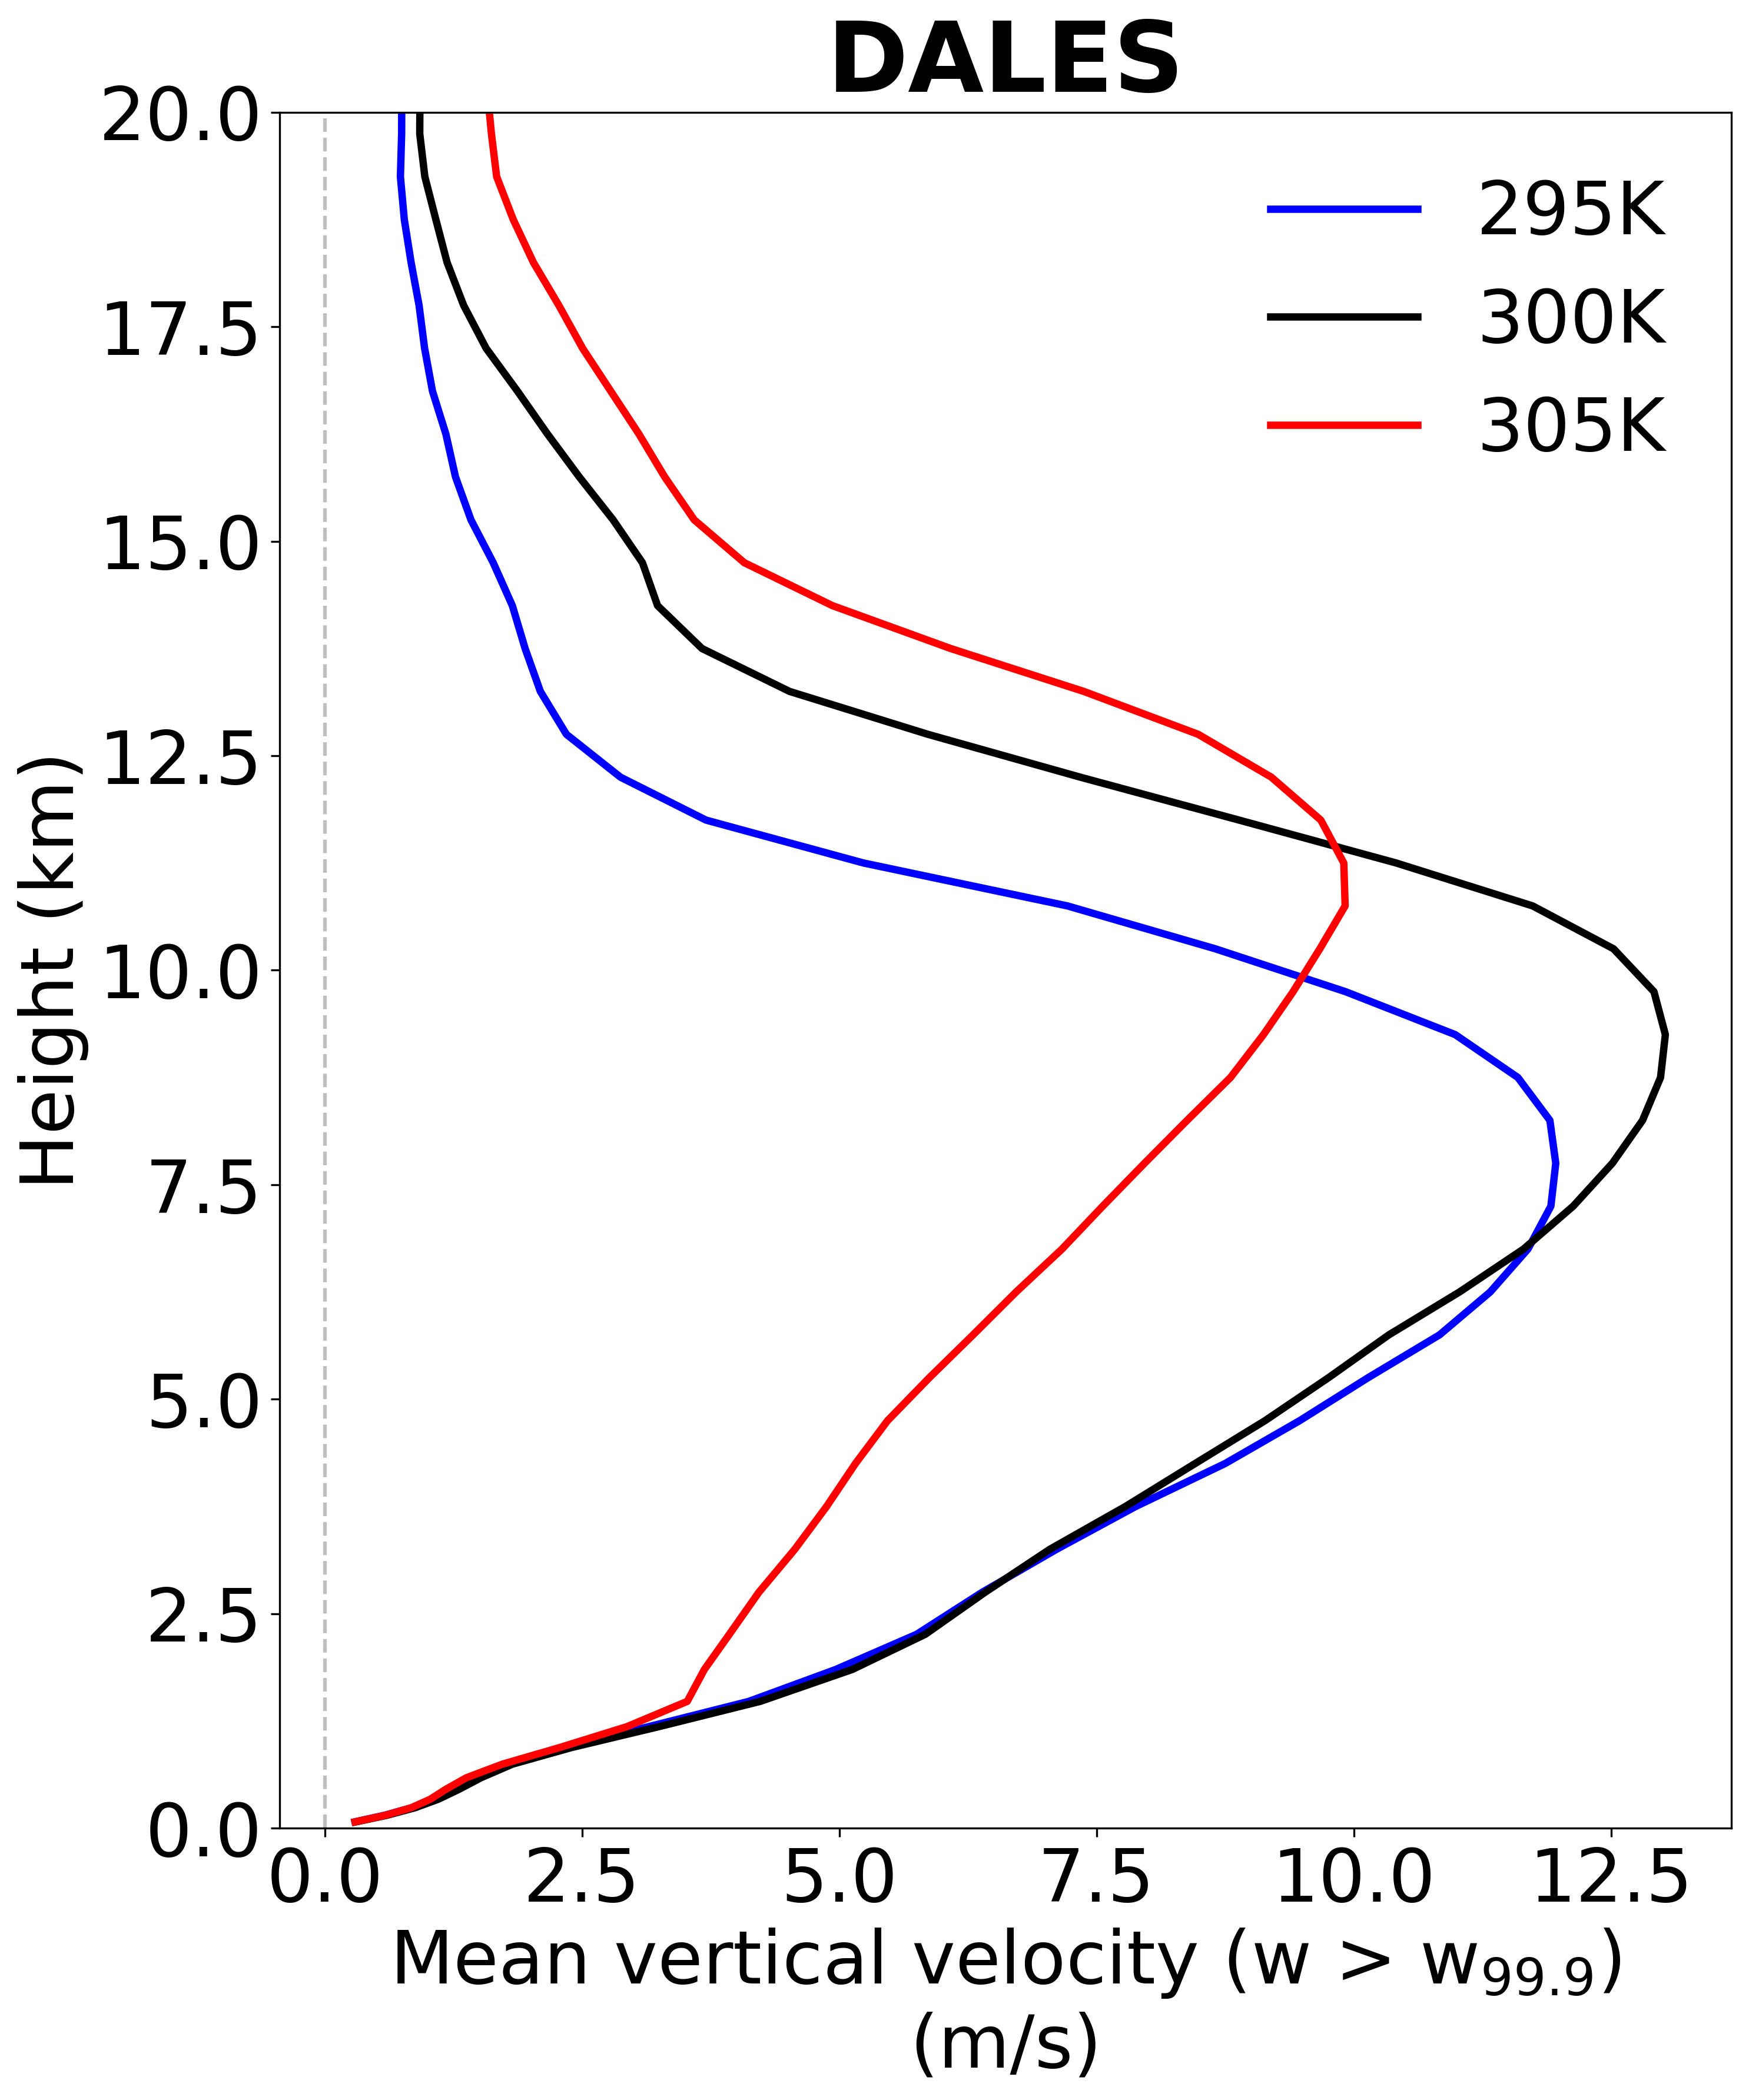 DALES
20.0
17.5
15.0
12.5
10.0
7.5
5.0
2.5
0.0
Height (km)
295K
300K
305K
0.0 2.5 5.0 7.5 10.0 12.5
Mean vertical velocity (w > w99.9)
(m/s)